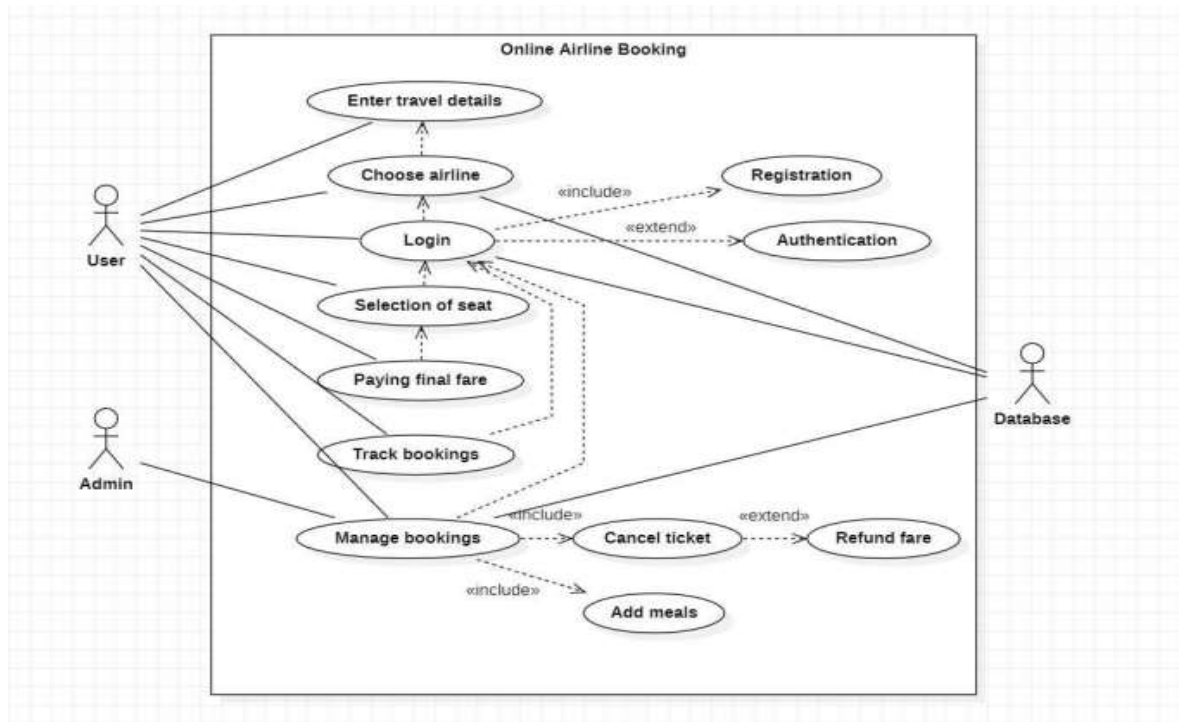 Online Airline Booking
Enter travel details
Choose airline
Registration
«include»
Login
«extend»
Authentication
User
Selection of seat
Paying final fare
Database
Track bookings
Admin
Manage bookings
«include»
Cancel ticket
«extend»
Refund fare
«include»
Add meals